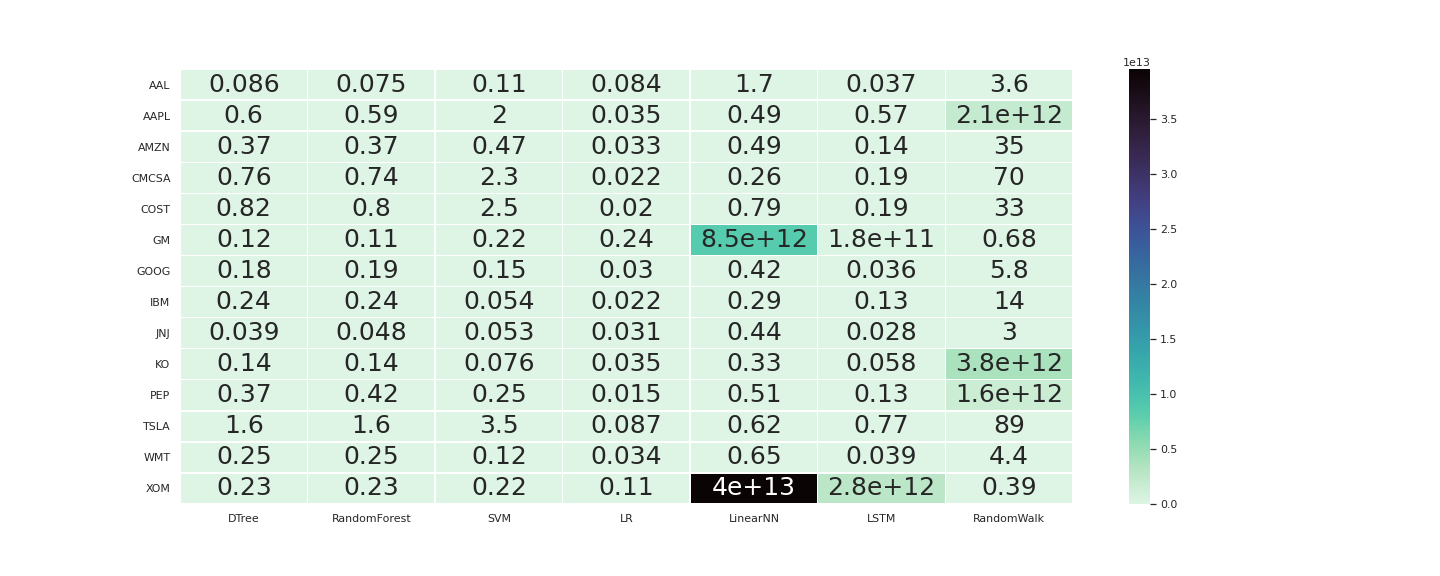 1e13
AAL 0.086 0.075 0.11 0.084 1.7 0.037 3.6
AAPL 0.6 0.59 2 0.035 0.49 0.57 2.1e+12
AMZN 0.37 0.37 0.47 0.033 0.49 0.14 35
CMCSA 0.76 0.74 2.3 0.022 0.26 0.19 70
COST 0.82 0.8 2.5 0.02 0.79 0.19 33
GM 0.12 0.11 0.22 0.24 8.5e+12 1.8e+11 0.68
GOOG 0.18 0.19 0.15 0.03 0.42 0.036 5.8
IBM 0.24 0.24 0.054 0.022 0.29 0.13 14
JNJ 0.039 0.048 0.053 0.031 0.44 0.028 3
KO 0.14 0.14 0.076 0.035 0.33 0.058 3.8e+12
PEP 0.37 0.42 0.25 0.015 0.51 0.13 1.6e+12
TSLA 1.6 1.6 3.5 0.087 0.62 0.77 89
WMT 0.25 0.25 0.12 0.034 0.65 0.039 4.4
XOM 0.23 0.23 0.22 0.11 4e+13 2.8e+12 0.39
DTree RandomForest SVM LR LinearNN LSTM RandomWalk
3.5
3.0
2.5
2.0
1.5
1.0
0.5
0.0